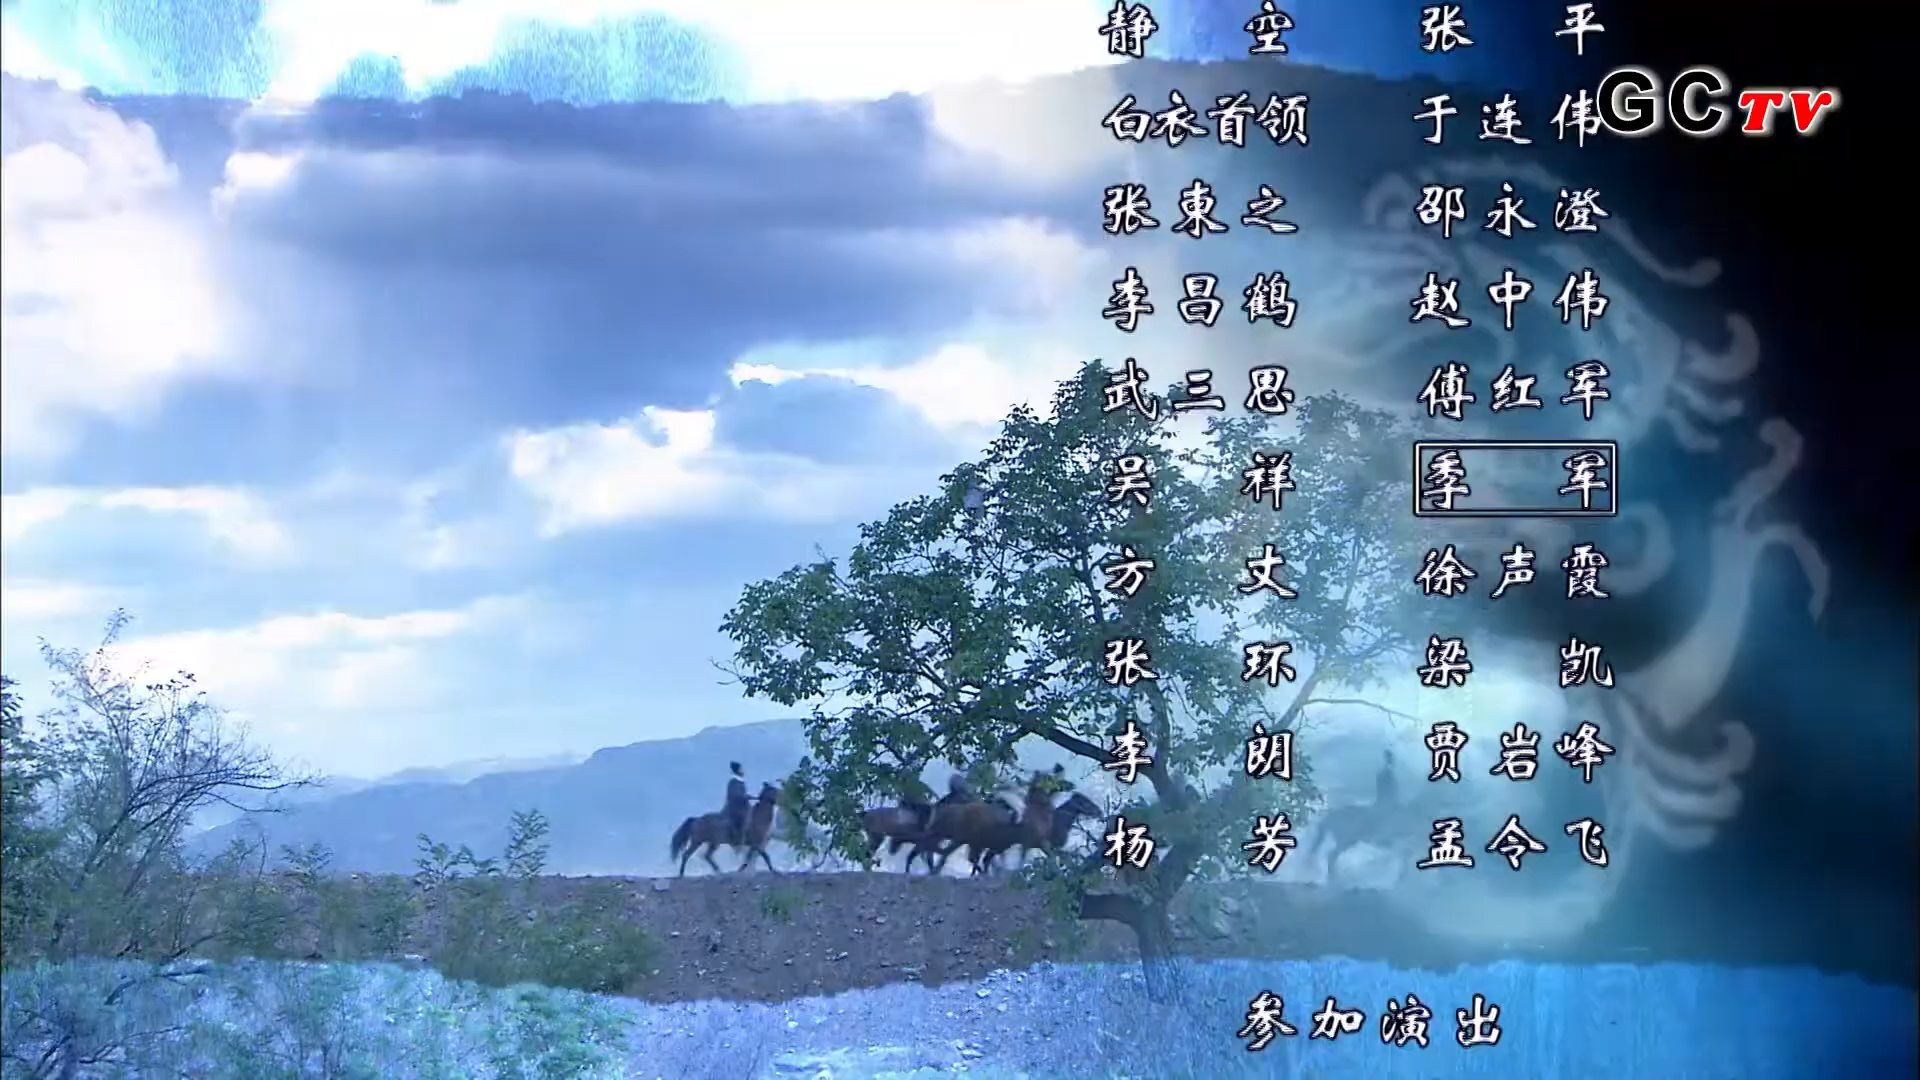 静空 张平
GCTV
白衣首领 于连伟
张柬之 邵永澄
李昌鹤 赵中伟
武三思 傅红军
吴祥 季军
方丈 徐声霞
张环 梁凯
李朗 贾岩峰
杨芳 孟令飞
参加演出